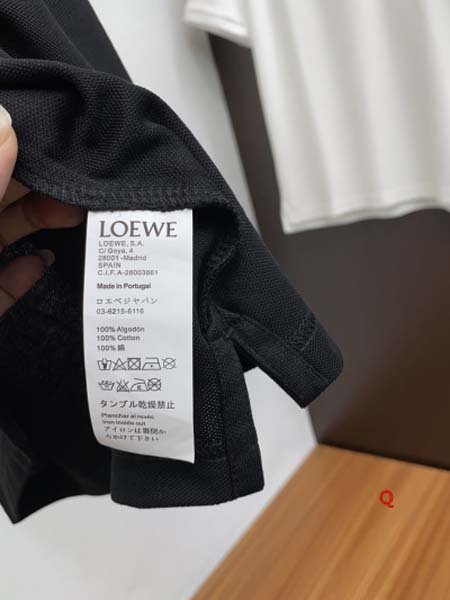 LOEWE
LOEWE, S.A.
C/ Goya, 4
28001 - Madrid
SPAIN
C.I.F. A-28003861
Made in Portugal
ロエベジャパン
03-6215-6116
100% Algodón
100% Cotton
100% 綿
タンブル乾燥禁止
Planchar al revés
Iron inside out
アイロンは裏側か
らかけて下さい
Q